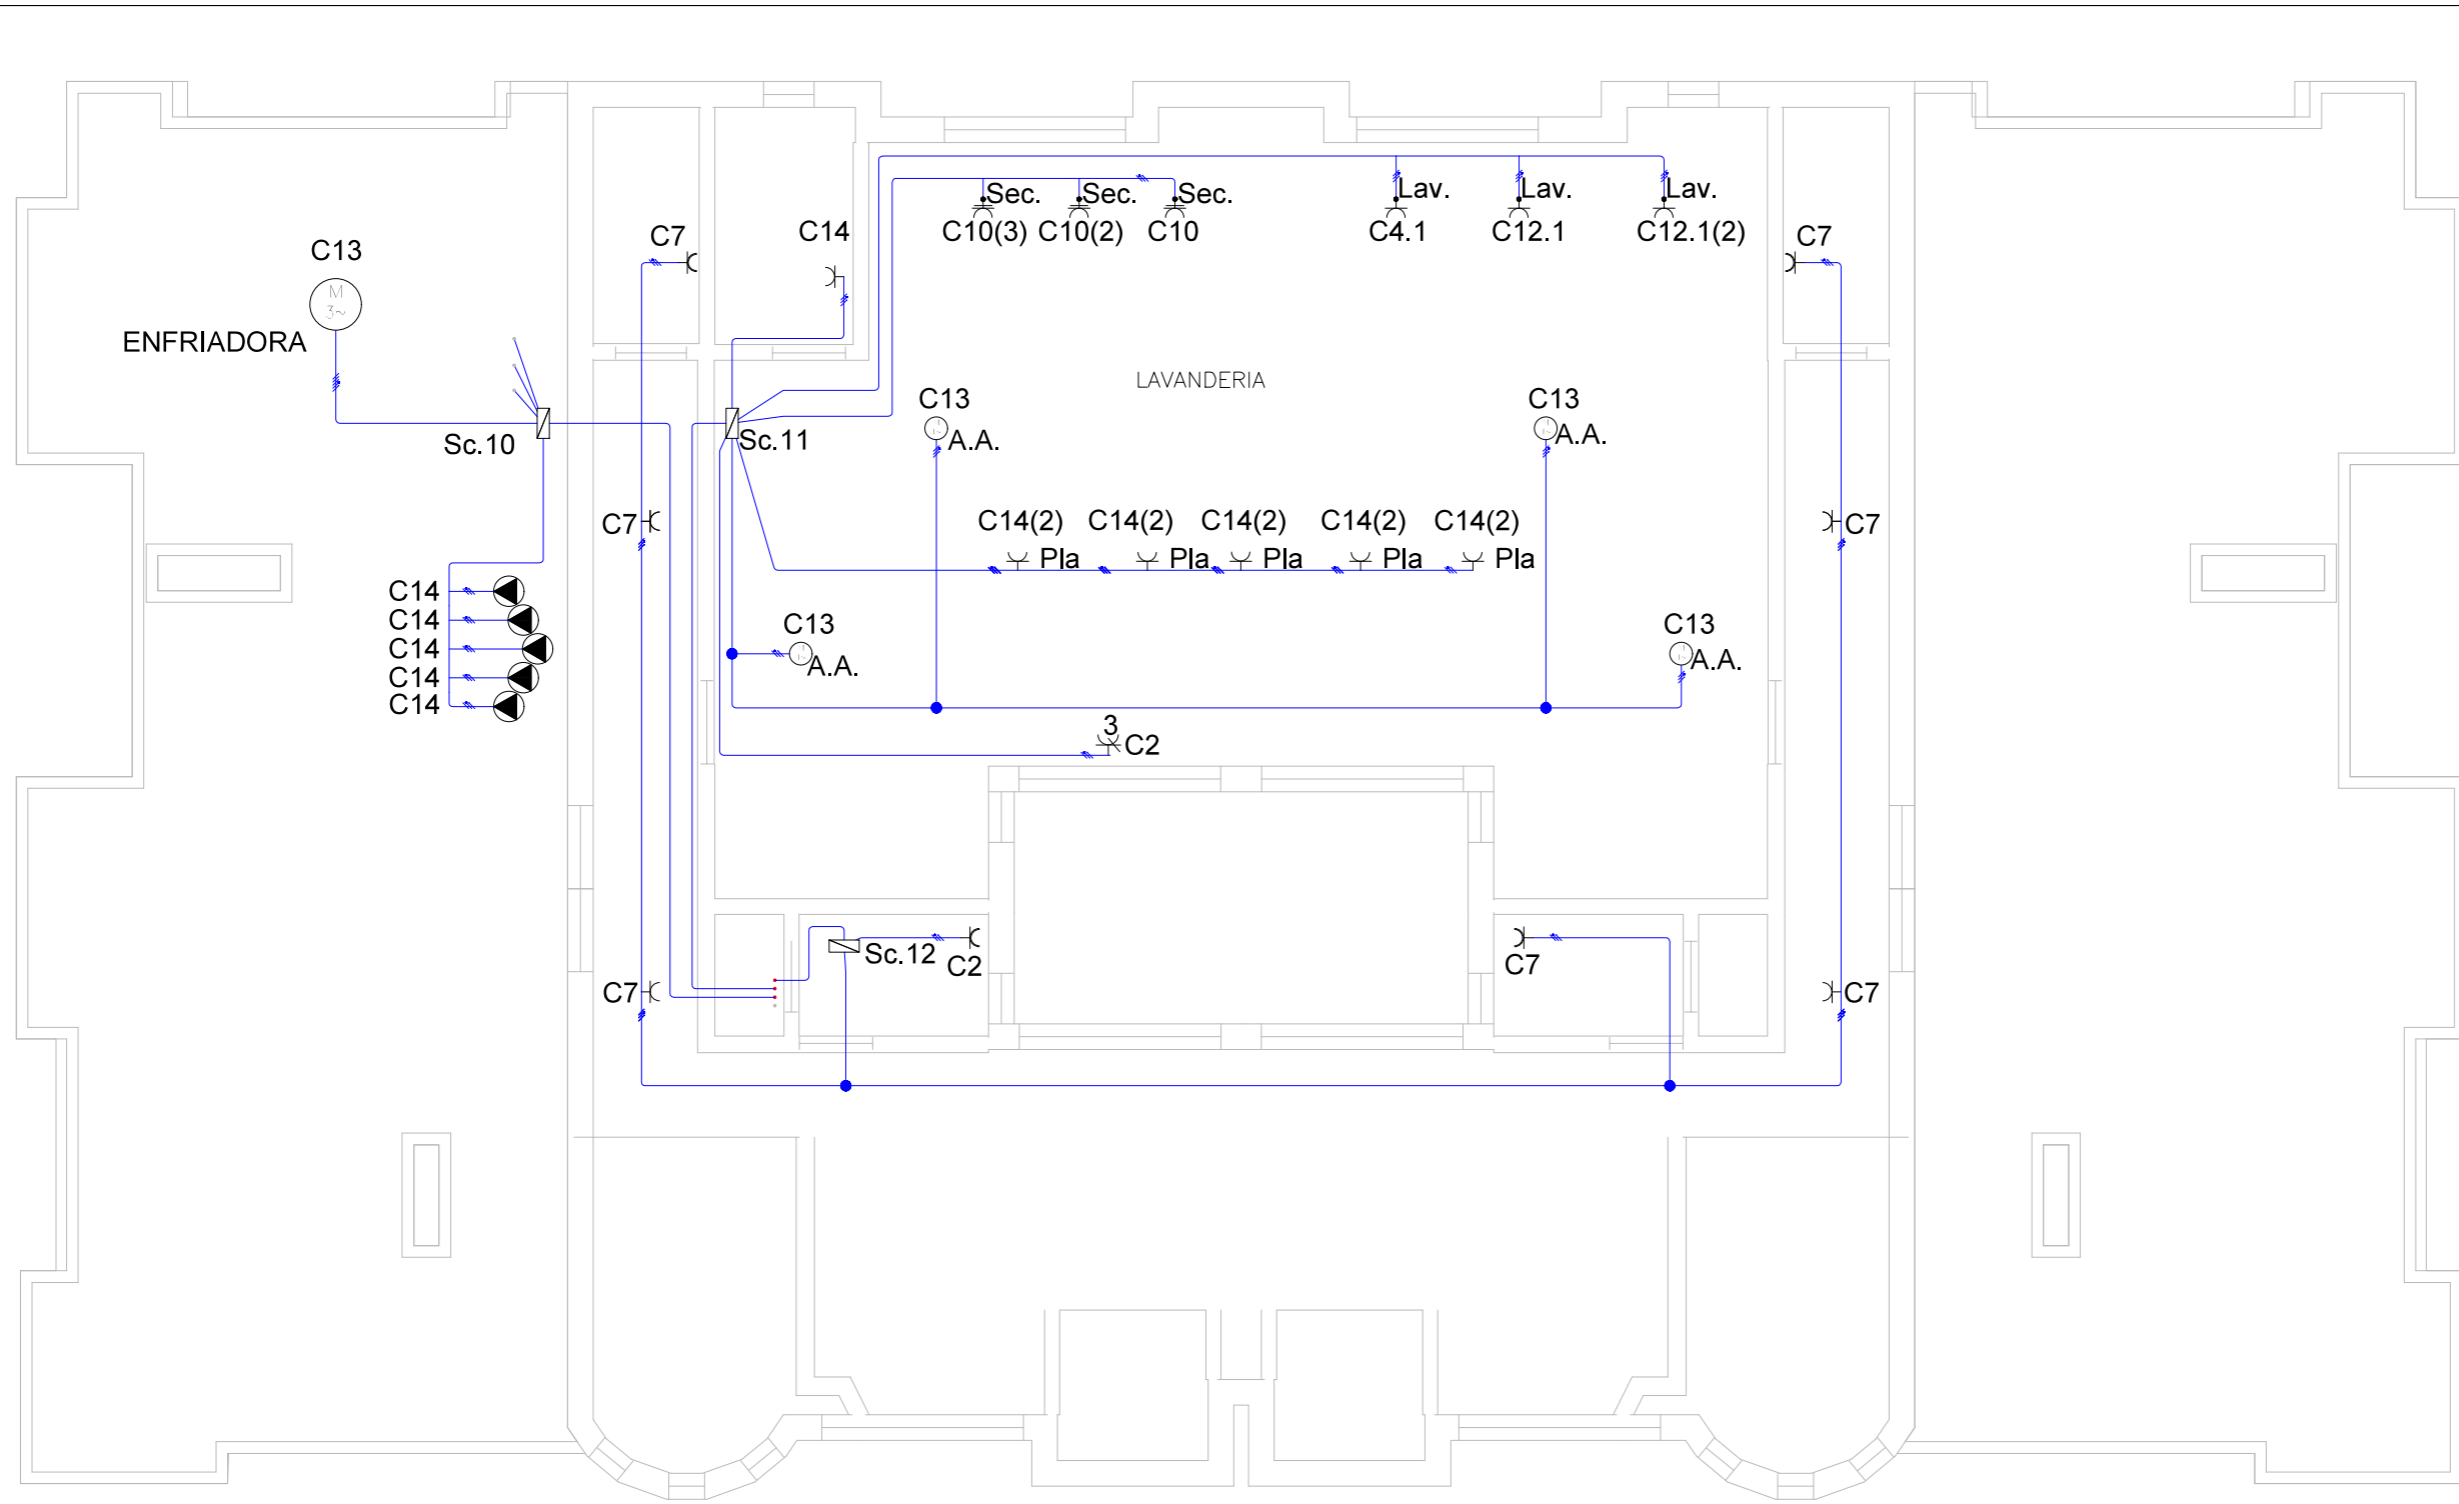 Sec.
Sec.
Sec.
Lav.
Lav.
Lav.
C10(3)
C10(2)
C10
C4.1
C12.1
C12.1(2)
C7
C14
C7
C13
M
3~
ENFRIADORA
LAVANDERIA
C13
A.A.
C13
A.A.
Sc.10
Sc.11
C7
C14(2)
C14(2)
C14(2)
C14(2)
C14(2)
C7
Pla
Pla
Pla
Pla
Pla
C14
C14
C14
C14
C14
C13
A.A.
C13
A.A.
3
C2
Sc.12
C2
C7
C7
C7